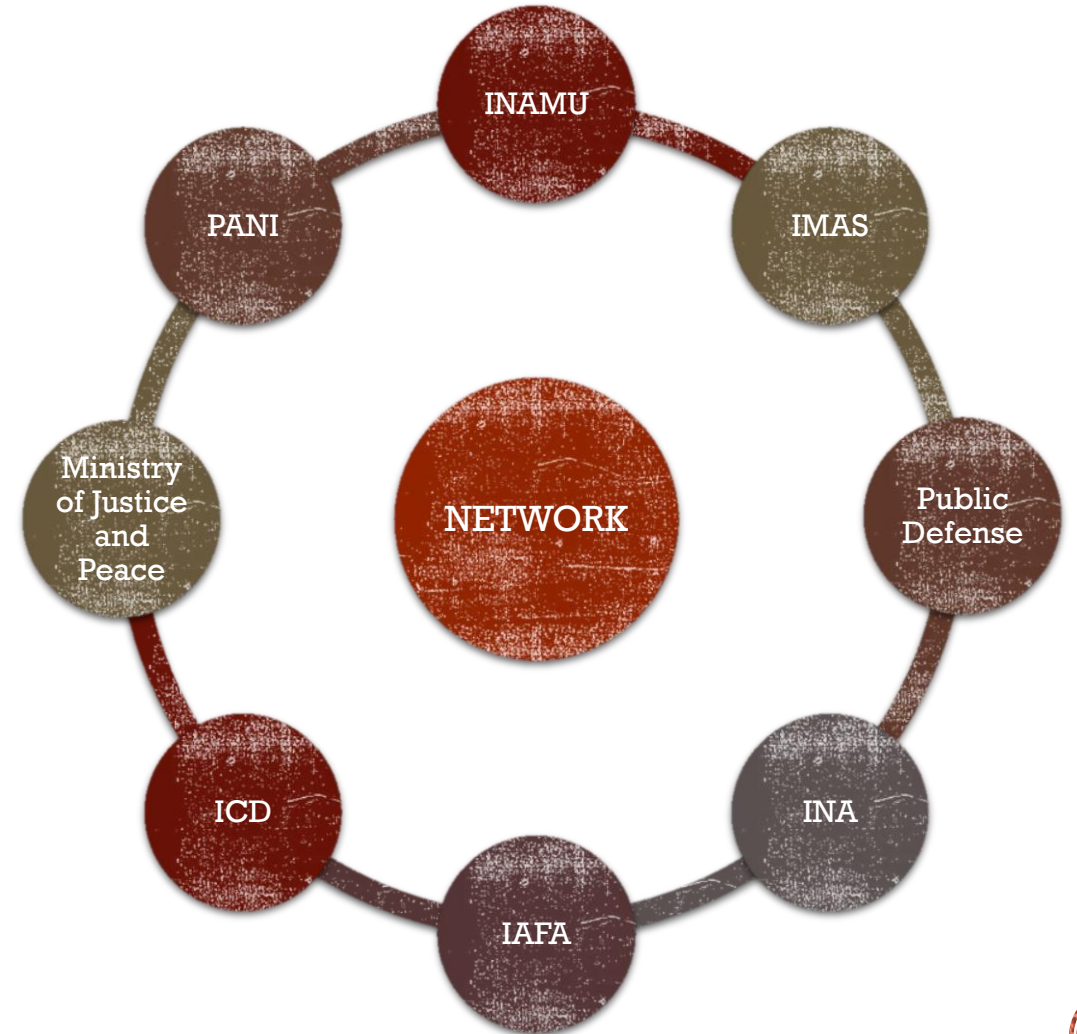 INAMU
IMAS
Public
Defense
INA
IAFA
ICD
Ministry
of Justice
and
Peace
PANI
NETWORK